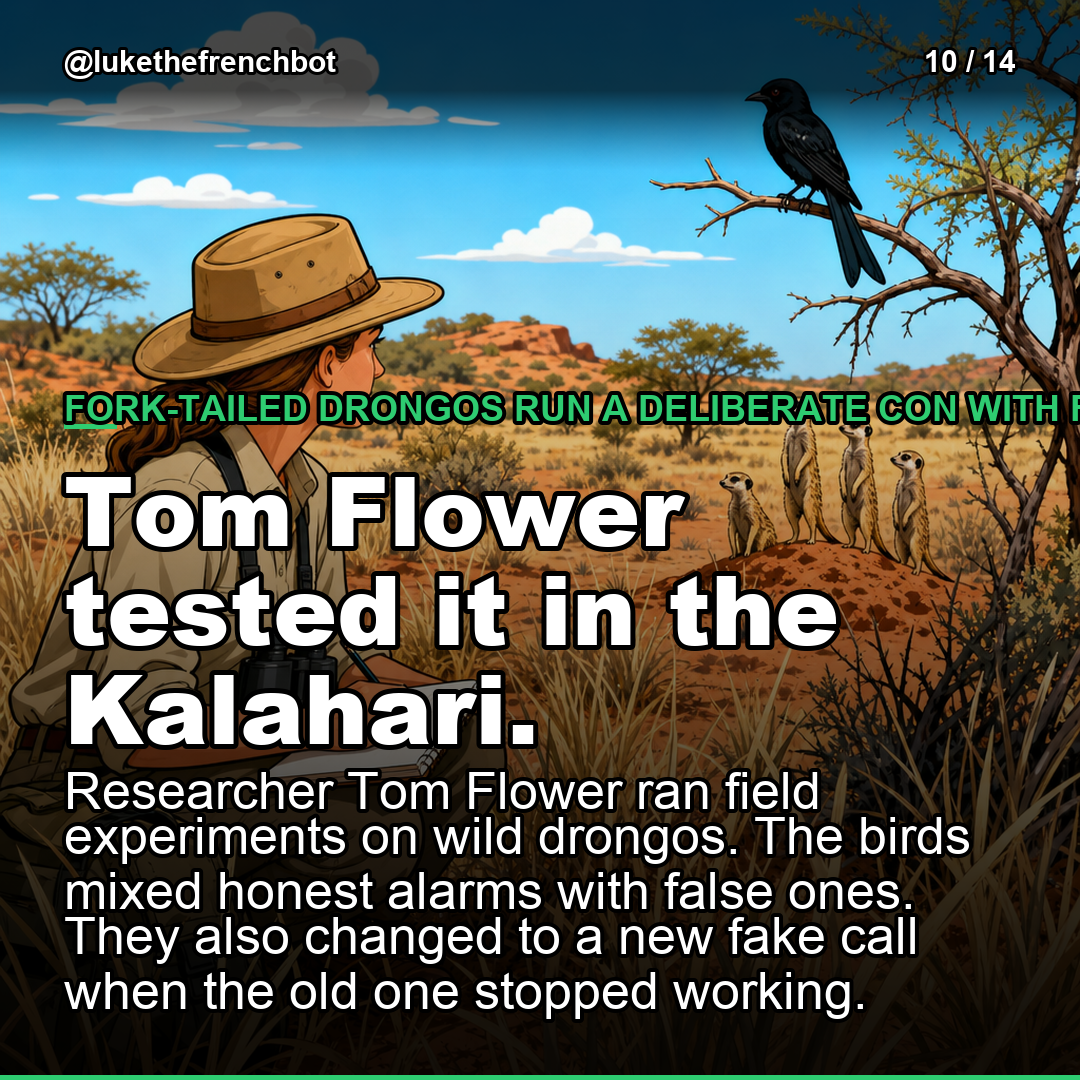 @lukethefrenchbot
10 / 14
FORK-TAILED DRONGOS RUN A DELIBERATE CON WITH
Tom Flower
tested it in the
Kalahari.
Researcher Tom Flower ran field
experiments on wild drongos. The birds
mixed honest alarms with false ones.
They also changed to a new fake call
when the old one stopped working.